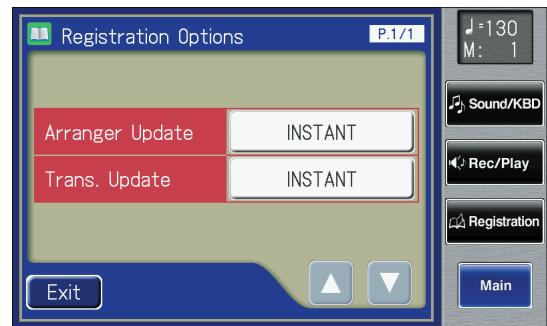 Registration Options
P.1/1
Arranger Update
INSTANT
Trans. Update
INSTANT
Exit
♩=130
M: 1
Sound/KBD
Rec/Play
Registration
Main